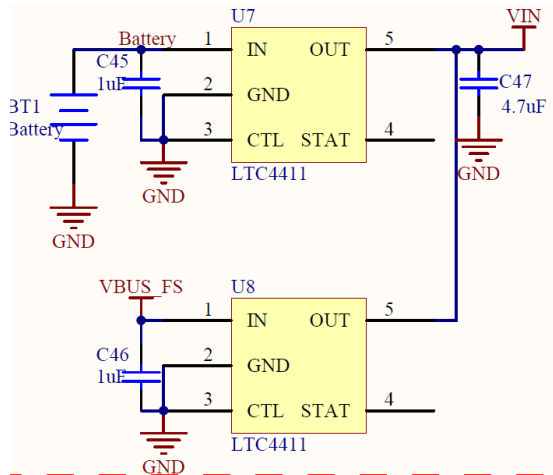 U7
VIN
Battery
1
IN
OUT
5
C45
1uF
2
GND
C47
4.7uF
BT1
Battery
3
CTL
STAT
4
LTC4411
GND
GND
GND
U8
VBUS_FS
1
IN
OUT
5
C46
1uF
2
GND
3
CTL
STAT
4
LTC4411
GND